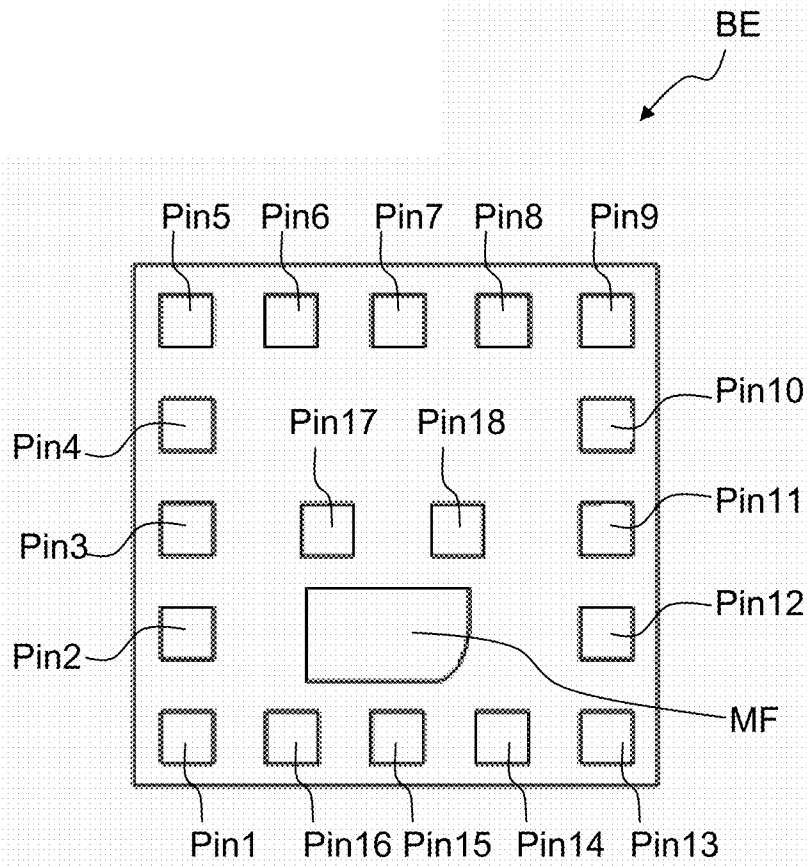 BE
Pin5 Pin6 Pin7 Pin8 Pin9
Pin10
Pin17 Pin18
Pin4
Pin11
Pin3
Pin12
Pin2
MF
Pin1 Pin16 Pin15 Pin14 Pin13